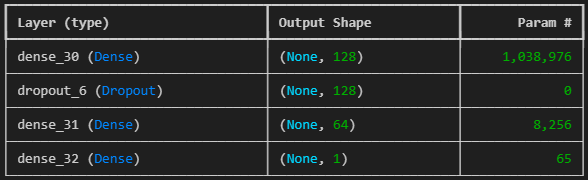 Layer (type) Output Shape Param #
dense_30 (Dense) (None, 128) 1,038,976
dropout_6 (Dropout) (None, 128) 0
dense_31 (Dense) (None, 64) 8,256
dense_32 (Dense) (None, 1) 65